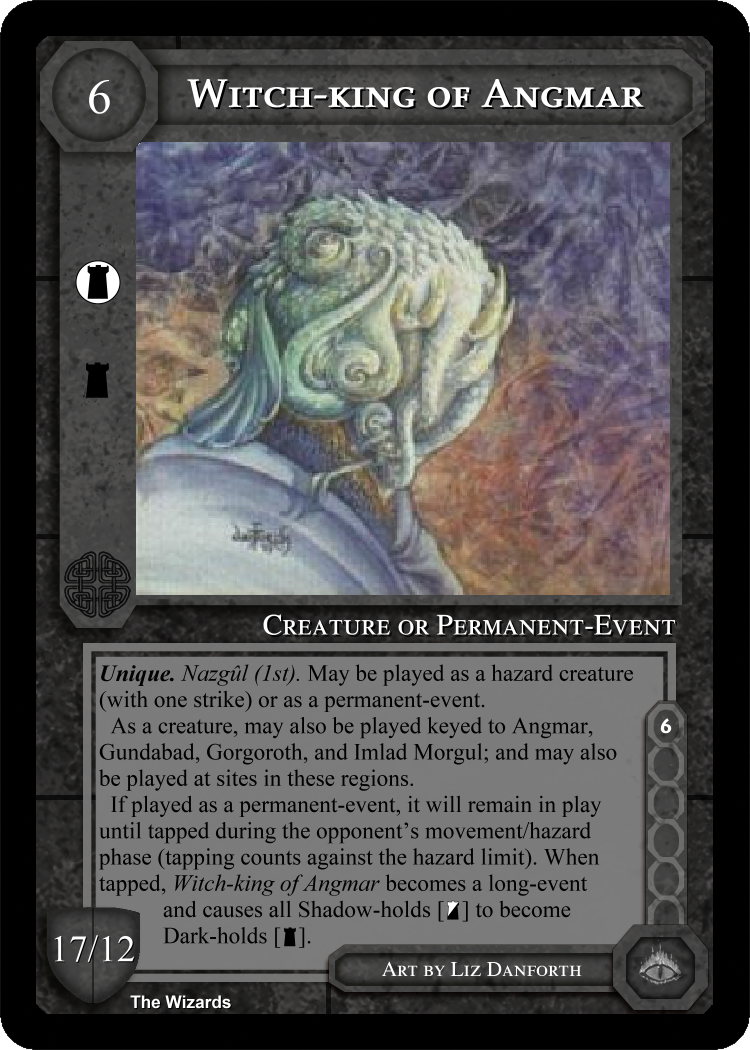 6
WITCH-KING OF ANGMAR
CREATURE OR PERMANENT-EVENT
Unique. Nazgûl (1st). May be played as a hazard creature
(with one strike) or as a permanent-event.
As a creature, may also be played keyed to Angmar,
Gundabad, Gorgoroth, and Imlad Morgul; and may also
be played at sites in these regions.
If played as a permanent-event, it will remain in play
until tapped during the opponent's movement/hazard
phase (tapping counts against the hazard limit). When
tapped, Witch-king of Angmar becomes a long-event
and causes all Shadow-holds [ ] to become
Dark-holds [ ].
6
17/12
ART BY LIZ DANFORTH
The Wizards